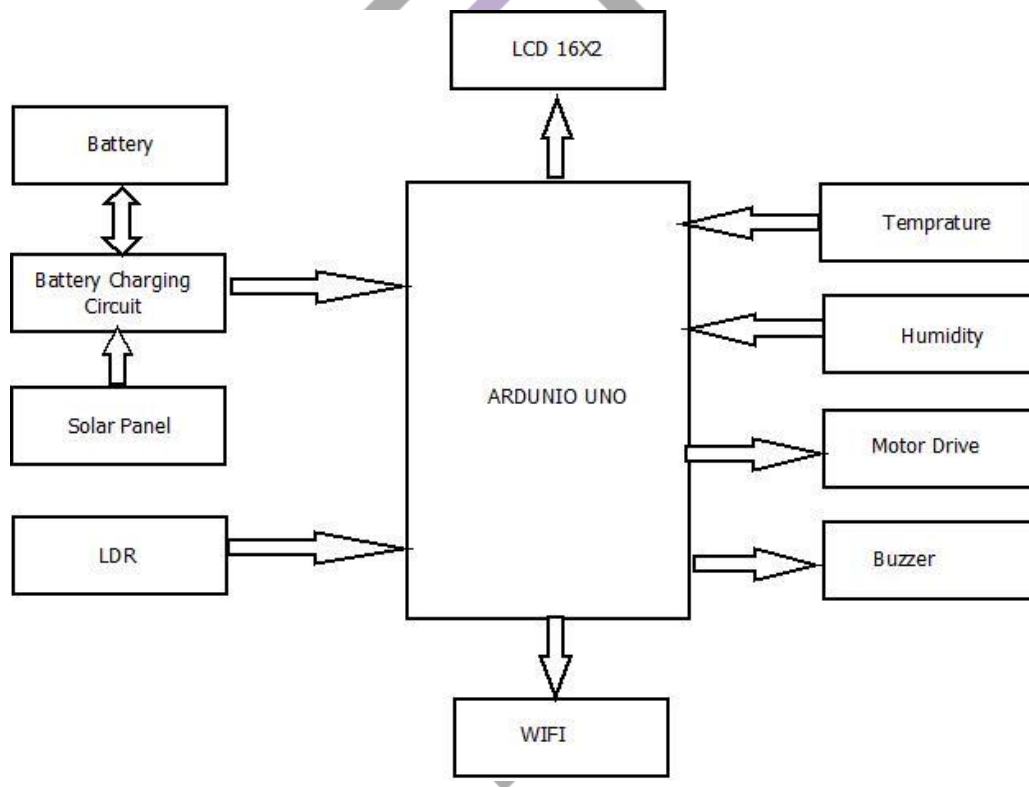 LCD 16X2
Battery
Temprature
Battery Charging
Circuit
Humidity
ARDUNIO UNO
Solar Panel
Motor Drive
LDR
Buzzer
WIFI